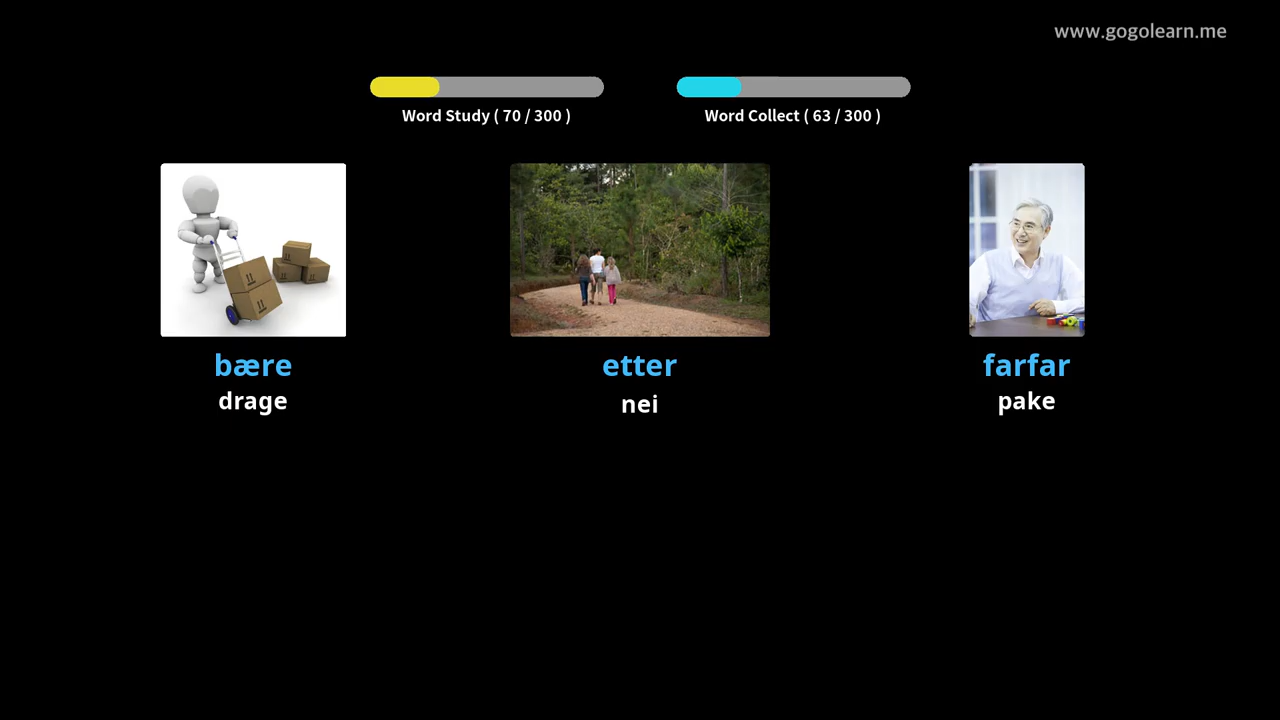 www.gogolearn.me
Word Study ( 70 / 300 )
Word Collect ( 63 / 300 )
bære
drage
etter
nei
farfar
pake